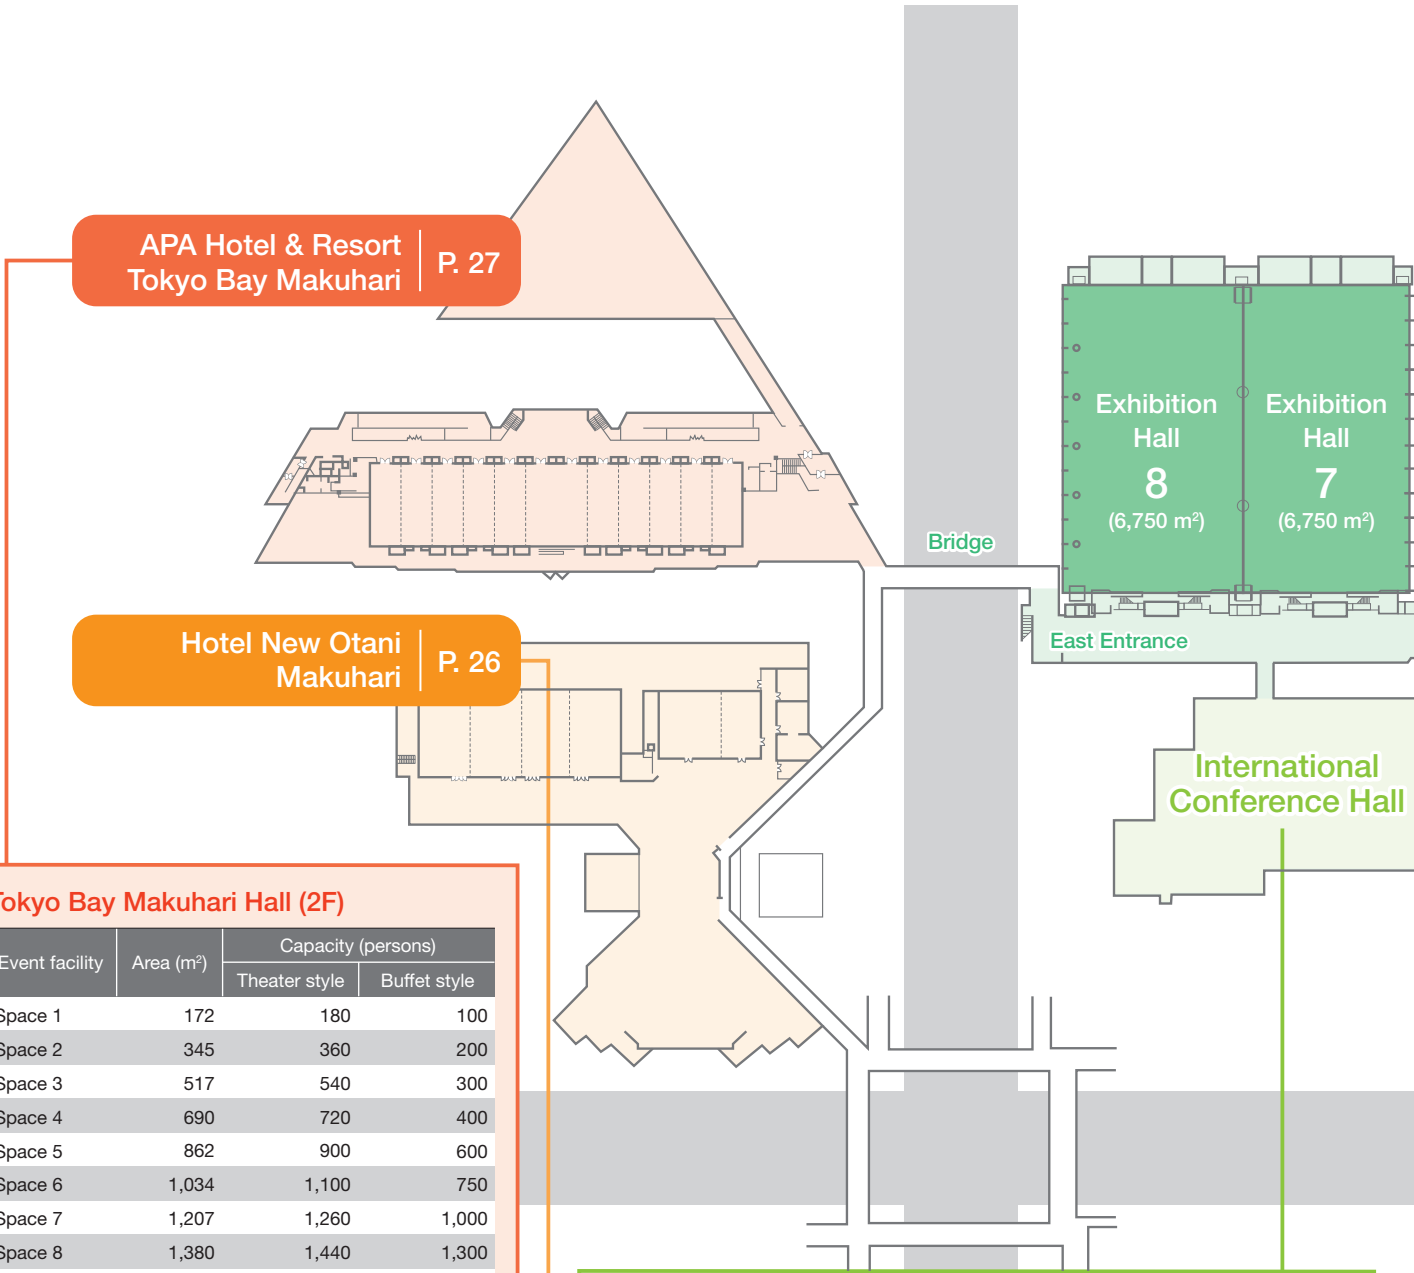 APA Hotel & Resort
Tokyo Bay Makuhari
P. 27
Exhibition
Hall
8
(6,750 m²)
Exhibition
Hall
7
(6,750 m²)
Bridge
East Entrance
Hotel New Otani
Makuhari
P. 26
International
Conference Hall
Tokyo Bay Makuhari Hall (2F)
Event facility Area (m²) Capacity (persons)
Theater style Buffet style
Space 1 172 180 100
Space 2 345 360 200
Space 3 517 540 300
Space 4 690 720 400
Space 5 862 900 600
Space 6 1,034 1,100 750
Space 7 1,207 1,260 1,000
Space 8 1,380 1,440 1,300